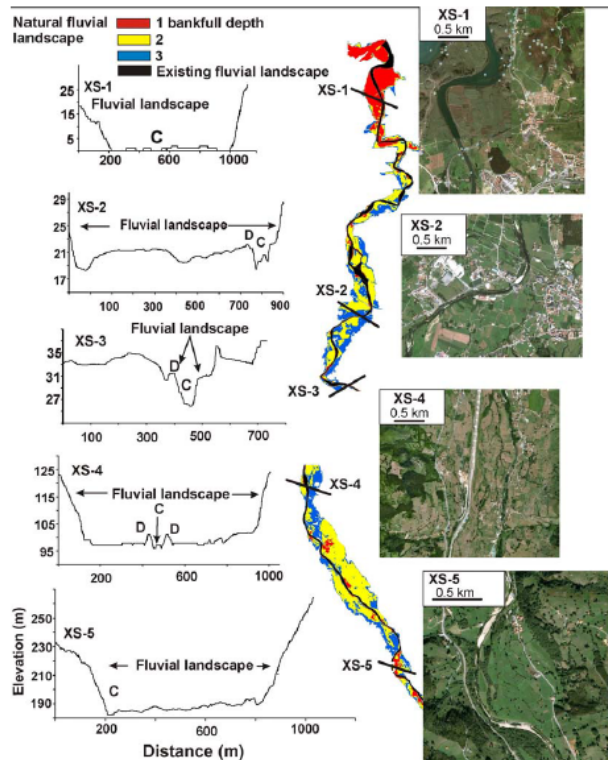 Natural fluvial landscape
1 bankfull depth
2
3
Existing fluvial landscape
XS-1
Fluvial landscape
C
25
15
5
200
600
1000
XS-2
Fluvial landscape
D
C
29
25
21
17
100
300
500
700
900
Fluvial landscape
XS-3
D
C
35
31
27
100
300
500
700
XS-4
Fluvial landscape
C
D
D
125
115
105
95
200
600
1000
XS-5
Fluvial landscape
C
250
230
210
190
0
200
600
1000
Elevation (m)
Distance (m)
XS-1
XS-2
XS-3
XS-4
XS-5
XS-1
0.5 km
XS-2
0.5 km
XS-4
0.5 km
XS-5
0.5 km